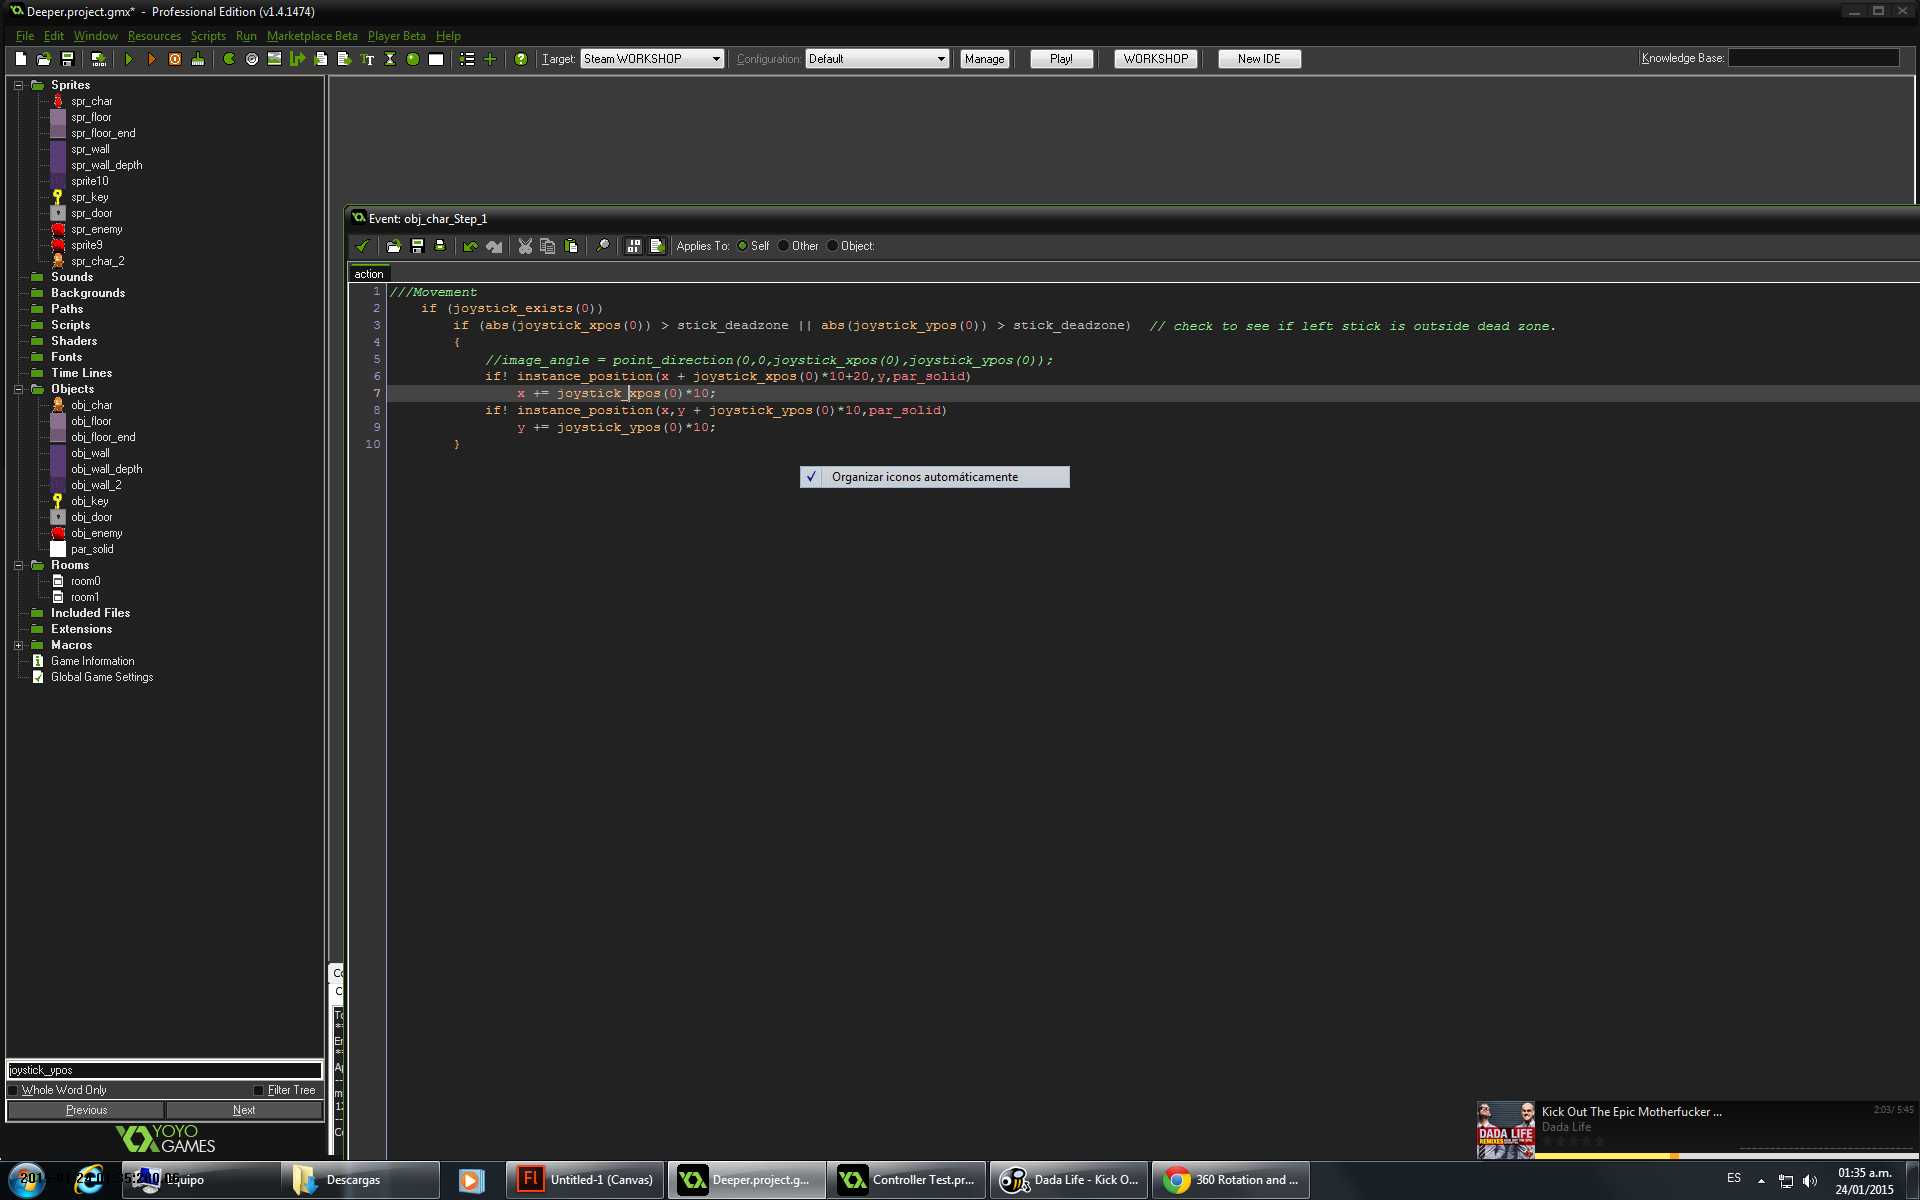 Deeper.project.gmx*  -  Professional Edition (v1.4.1474)
File Edit Window Resources Scripts Run Marketplace Beta Player Beta Help
Target: Steam WORKSHOP Configuration: Default Manage Play! WORKSHOP New IDE Knowledge Base:
Sprites
spr_char
spr_floor
spr_floor_end
spr_wall
spr_wall_depth
sprite10
spr_key
spr_door
spr_enemy
sprite9
spr_char_2
Sounds
Backgrounds
Paths
Scripts
Shaders
Fonts
Time Lines
Objects
obj_char
obj_floor
obj_floor_end
obj_wall
obj_wall_depth
obj_wall_2
obj_key
obj_door
obj_enemy
par_solid
Rooms
room0
room1
Included Files
Extensions
Macros
Game Information
Global Game Settings
joystick_ypos
Whole Word Only Filter Tree
Previous Next
YOYO
GAMES
Event: obj_char_Step_1
Applies To: Self Other Object:
action
1 ///Movement
2 if (joystick_exists(0))
3 if (abs(joystick_xpos(0)) > stick_deadzone || abs(joystick_ypos(0)) > stick_deadzone)  // check to see if left stick is outside dead zone.
4 {
5 //image_angle = point_direction(0,0,joystick_xpos(0),joystick_ypos(0));
6 if! instance_position(x + joystick_xpos(0)*10+20,y,par_solid)
7 x += joystick_xpos(0)*10;
8 if! instance_position(x,y + joystick_ypos(0)*10,par_solid)
9 y += joystick_ypos(0)*10;
10 }
✓ Organizar iconos automáticamente
Kick Out The Epic Motherfucker ... 2:03/ 5:45
Dada Life
DADA LIFE
Descargas
Untitled-1 (Canvas)
Deeper.project.g...
Controller Test.pr...
Dada Life - Kick O...
360 Rotation and ...
ES
01:35 a.m.
24/01/2015